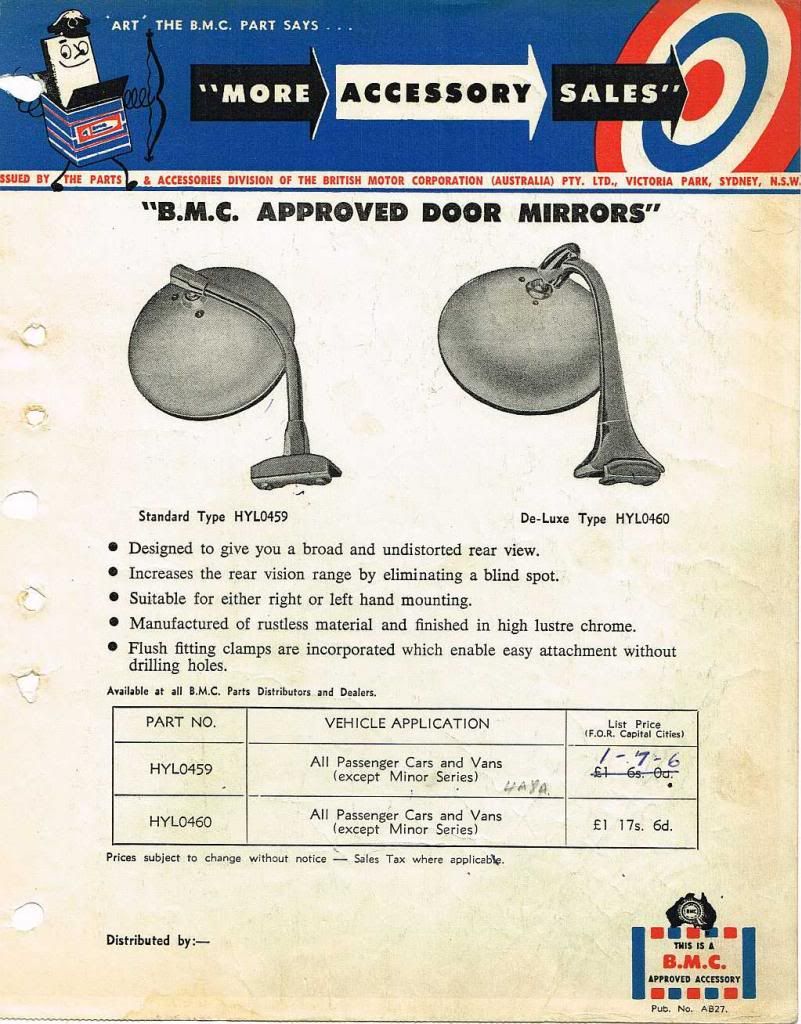 'ART' THE B.M.C. PART SAYS . . .
"MORE ACCESSORY SALES"
SSUED BY THE PARTS & ACCESSORIES DIVISION OF THE BRITISH MOTOR CORPORATION (AUSTRALIA) PTY. LTD., VICTORIA PARK, SYDNEY, N.S.W.
"B.M.C. APPROVED DOOR MIRRORS"
Standard Type HYL0459
De-Luxe Type HYL0460
● Designed to give you a broad and undistorted rear view.
● Increases the rear vision range by eliminating a blind spot.
● Suitable for either right or left hand mounting.
● Manufactured of rustless material and finished in high lustre chrome.
● Flush fitting clamps are incorporated which enable easy attachment without
drilling holes.
Available at all B.M.C. Parts Distributors and Dealers.
PART NO.
VEHICLE APPLICATION
List Price
(F.O.R. Capital Cities)
HYL0459
All Passenger Cars and Vans
(except Minor Series)
1-7-6
£1 6s. 0d.
HYL0460
All Passenger Cars and Vans
(except Minor Series)
£1 17s. 6d.
Prices subject to change without notice — Sales Tax where applicable.
Distributed by:—
BMC
THIS IS A
B.M.C.
APPROVED ACCESSORY
Pub. No. AB27.